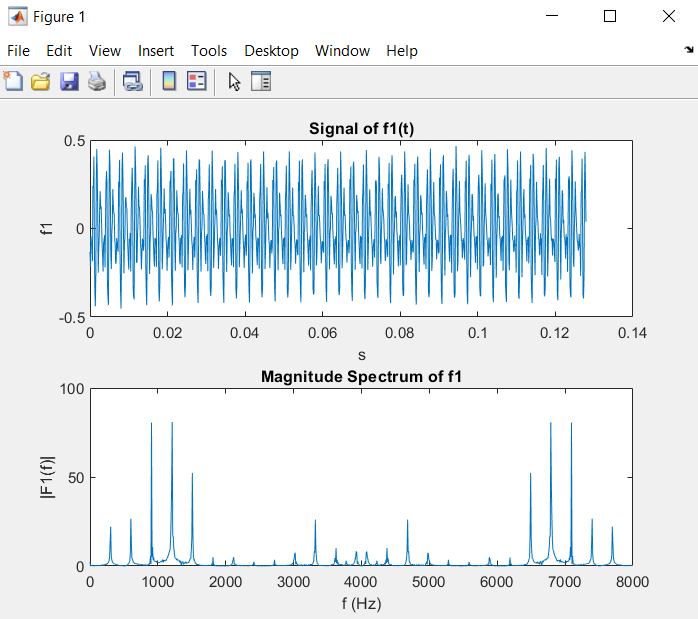 Figure 1
File Edit View Insert Tools Desktop Window Help
Signal of f1(t)
0.5
0
-0.5
f1
0 0.02 0.04 0.06 0.08 0.1 0.12 0.14
s
Magnitude Spectrum of f1
100
50
0
|F1(f)|
0 1000 2000 3000 4000 5000 6000 7000 8000
f (Hz)